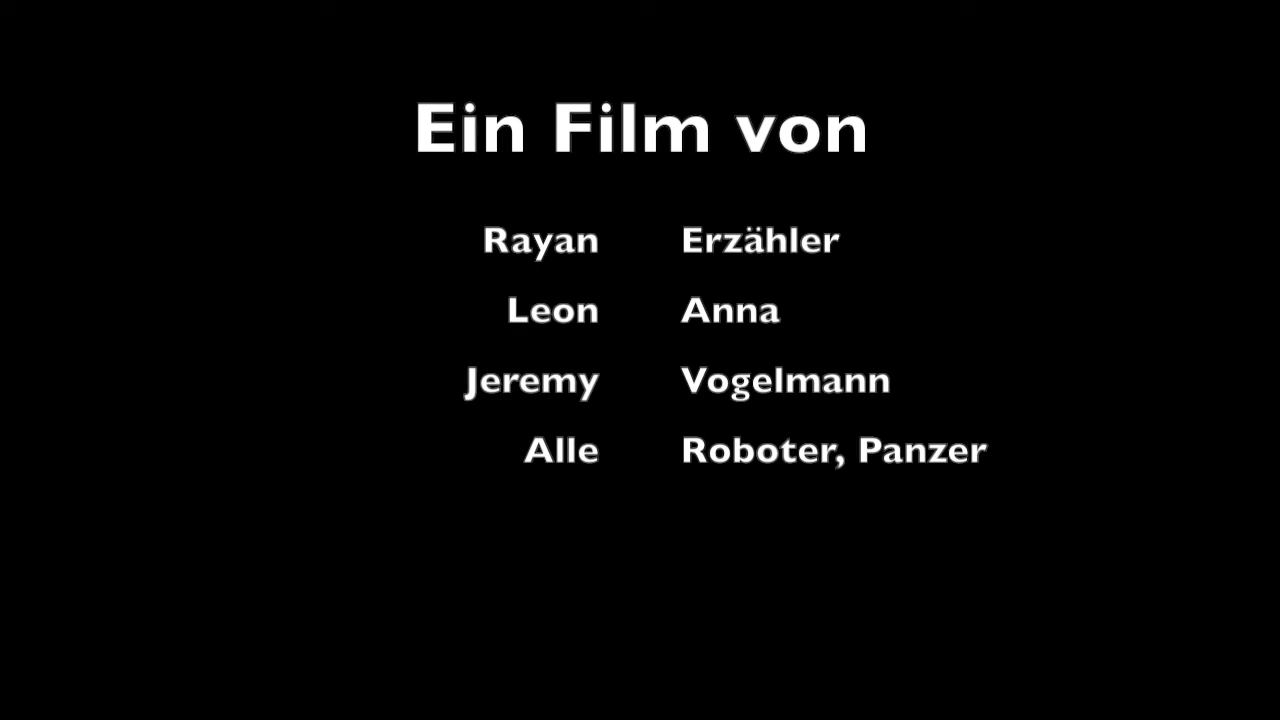 Ein Film von
Rayan Erzähler
Leon Anna
Jeremy Vogelmann
Alle Roboter, Panzer